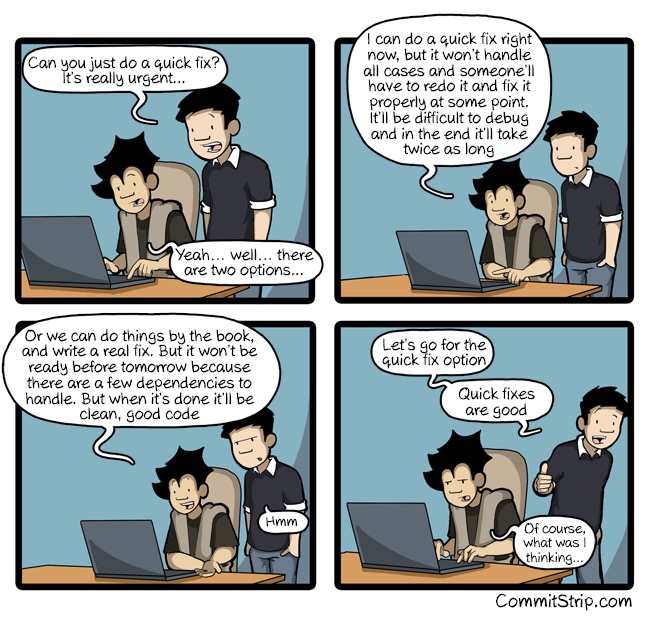 Can you just do a quick fix?
It's really urgent...
Yeah... well... there
are two options...
I can do a quick fix right
now, but it won't handle
all cases and someone'll
have to redo it and fix it
properly at some point.
It'll be difficult to debug
and in the end it'll take
twice as long
Or we can do things by the book,
and write a real fix. But it won't be
ready before tomorrow because
there are a few dependencies to
handle. But when it's done it'll be
clean, good code
Hmm
Let's go for the
quick fix option
Quick fixes
are good
Of course,
what was I
thinking...
CommitStrip.com